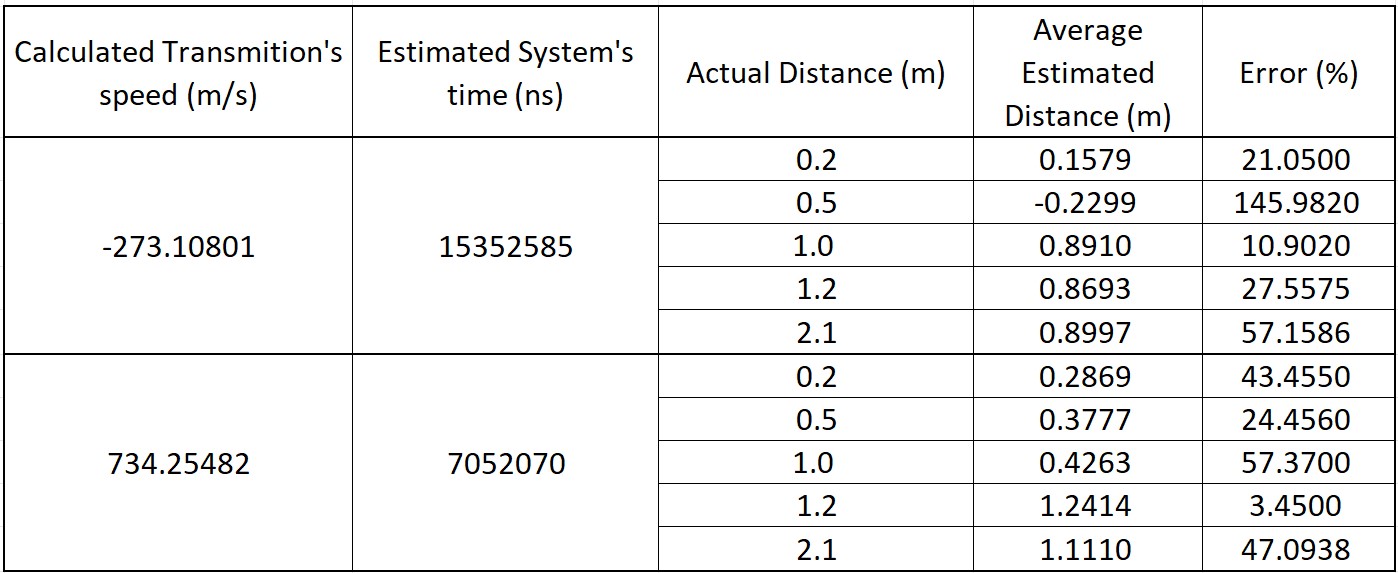 Calculated Transmition's speed (m/s) Estimated System's time (ns) Actual Distance (m) Average Estimated Distance (m) Error (%)
-273.10801 15352585 0.2 0.1579 21.0500
0.5 -0.2299 145.9820
1.0 0.8910 10.9020
1.2 0.8693 27.5575
2.1 0.8997 57.1586
734.25482 7052070 0.2 0.2869 43.4550
0.5 0.3777 24.4560
1.0 0.4263 57.3700
1.2 1.2414 3.4500
2.1 1.1110 47.0938